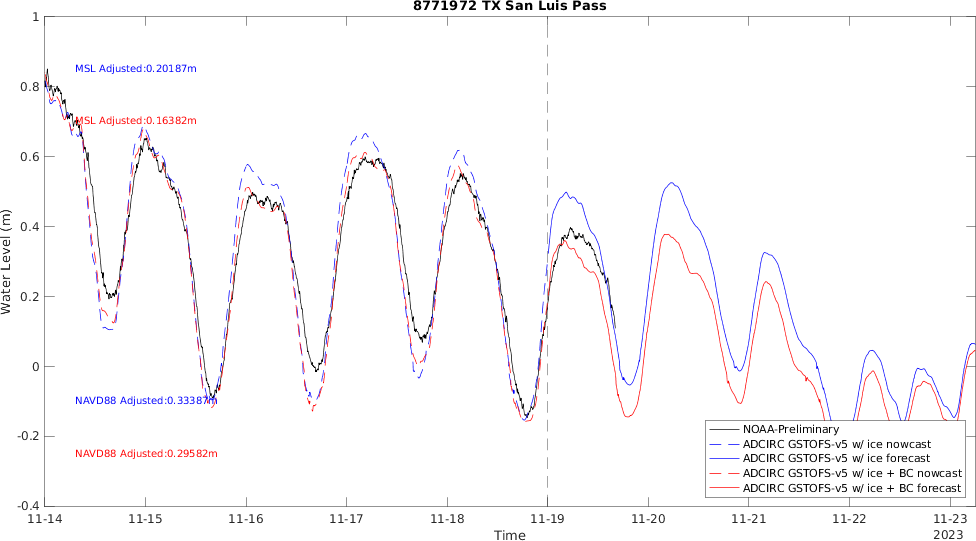 8771972 TX San Luis Pass
1
0.8
0.6
0.4
0.2
0
-0.2
-0.4
Water Level (m)
MSL Adjusted:0.20187m
MSL Adjusted:0.16382m
NAVD88 Adjusted:0.33387m
NAVD88 Adjusted:0.29582m
NOAA-Preliminary
ADCIRC GSTOFS-v5 w/ ice nowcast
ADCIRC GSTOFS-v5 w/ ice forecast
ADCIRC GSTOFS-v5 w/ ice + BC nowcast
ADCIRC GSTOFS-v5 w/ ice + BC forecast
11-14 11-15 11-16 11-17 11-18 11-19 11-20 11-21 11-22 11-23
Time
2023